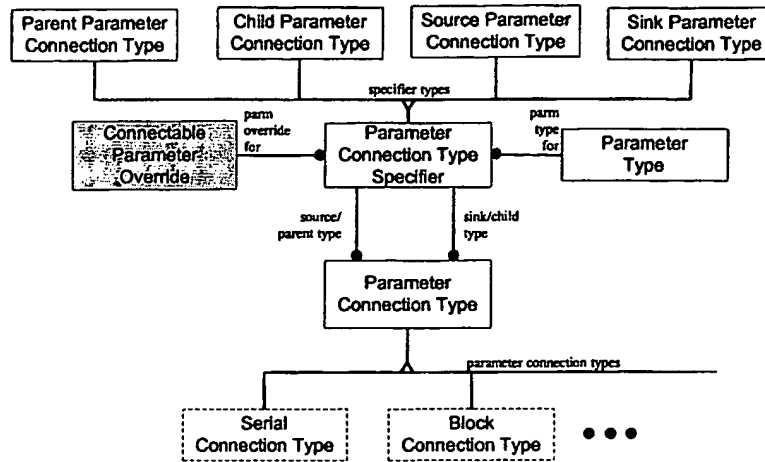 Parent Parameter
Connection Type
Child Parameter
Connection Type
Source Parameter
Connection Type
Sink Parameter
Connection Type
specifier types
parm
override
for
parm
type
for
Connectable
Parameter
Override
Parameter
Connection Type
Specifier
Parameter
Type
source/
parent type
sink/child
type
Parameter
Connection Type
parameter connection types
Serial
Connection Type
Block
Connection Type